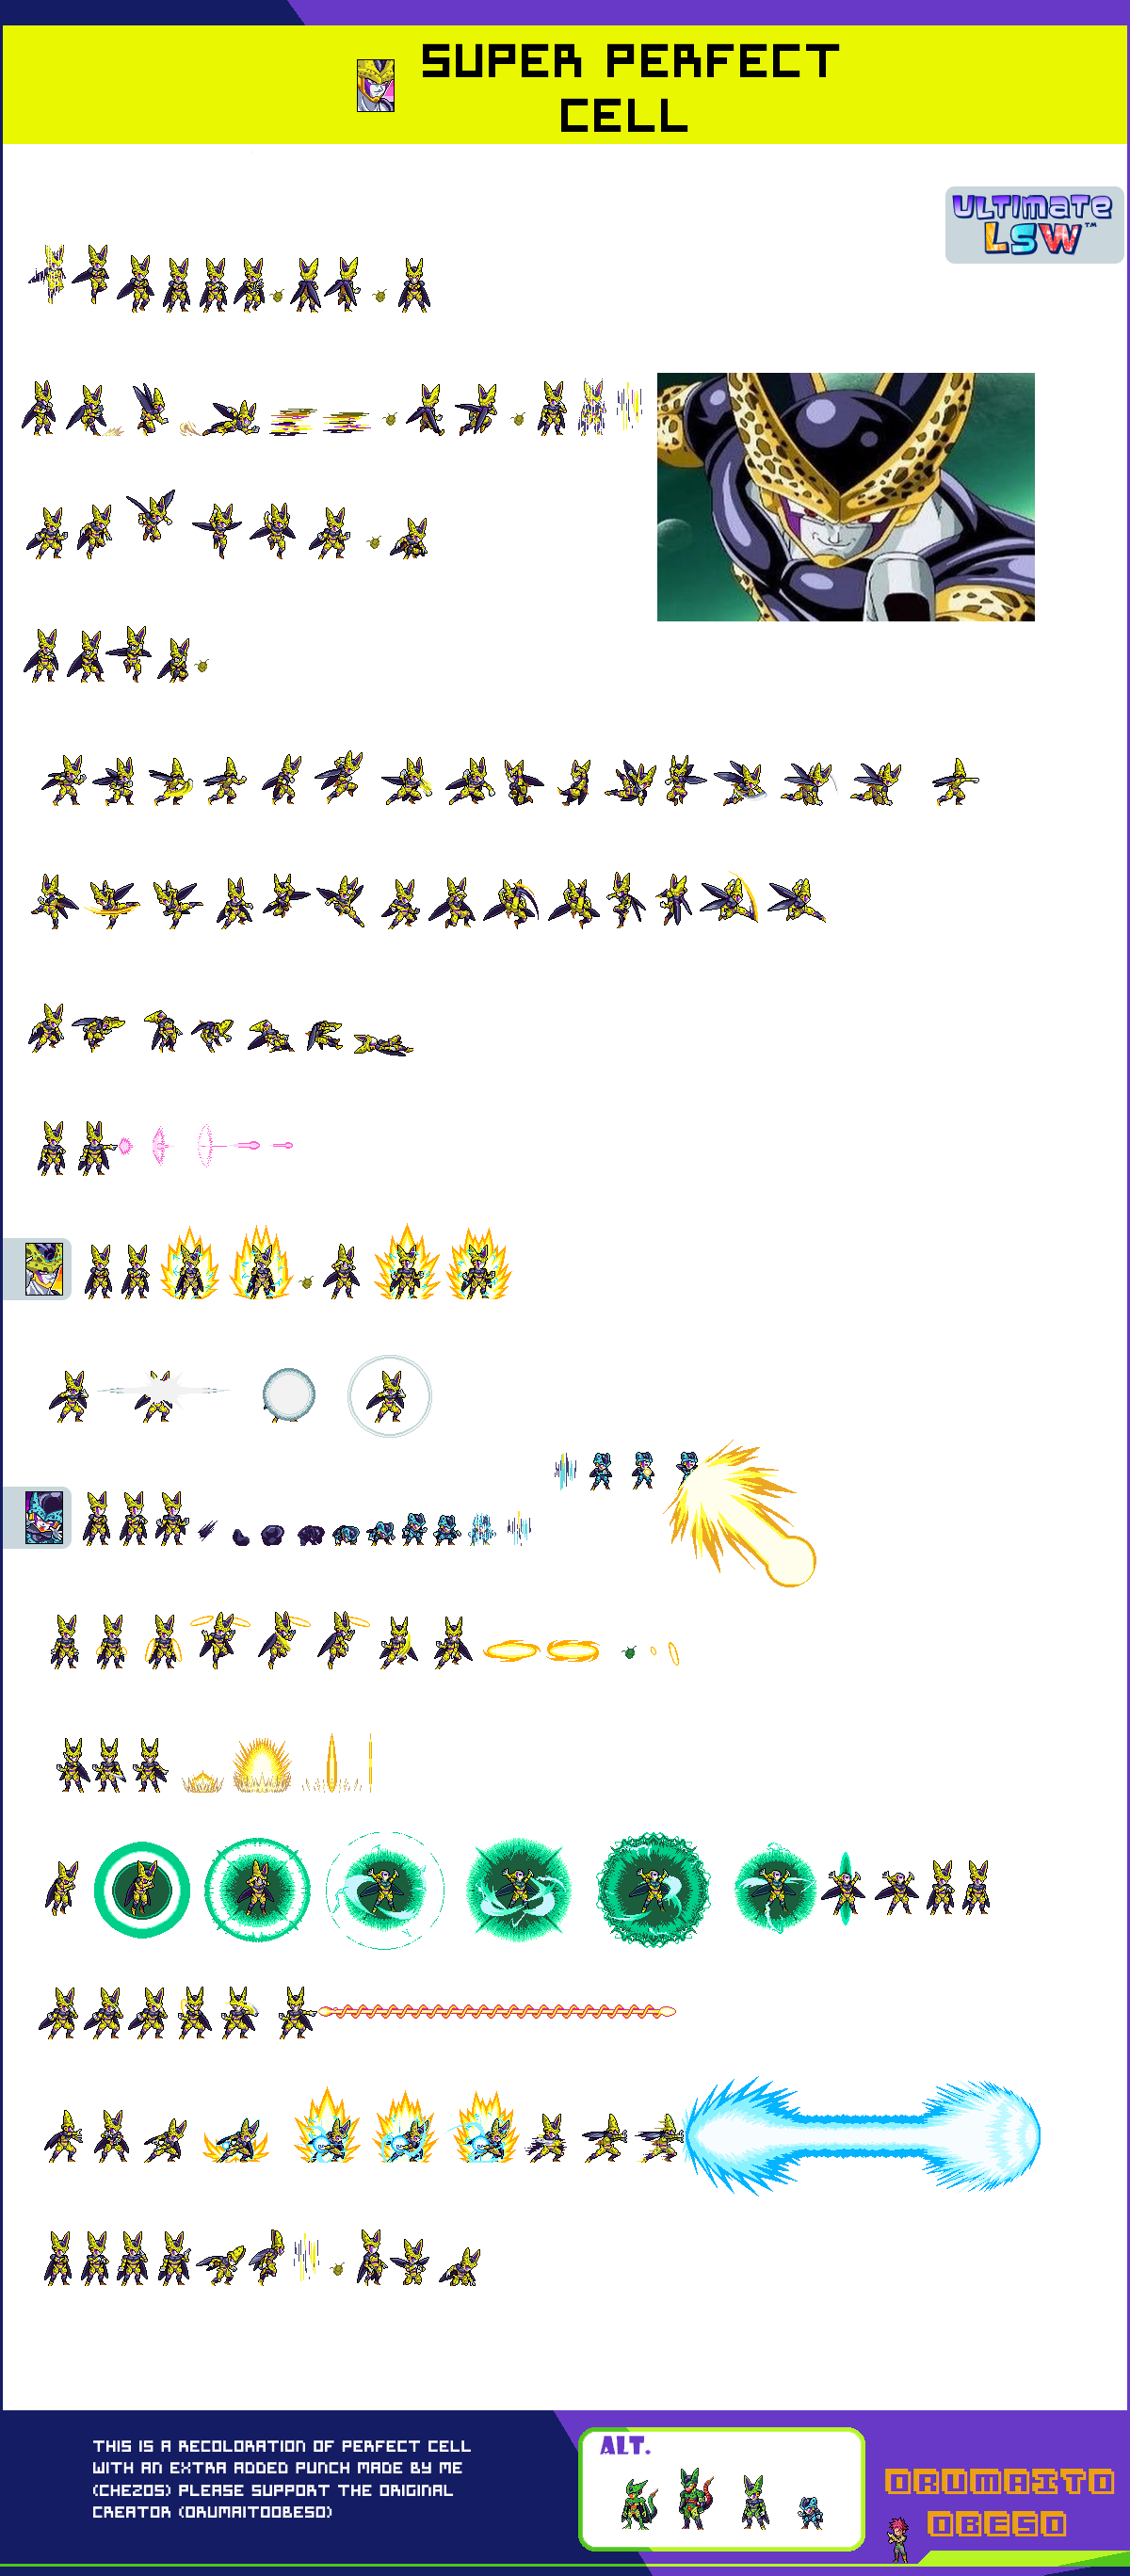 SUPER PERFECT
CELL
ULTIMATE
LSW™
THIS IS A RECOLORATION OF PERFECT CELL
WITH AN EXTRA ADDED PUNCH MADE BY ME
(CHEZOS) PLEASE SUPPORT THE ORIGINAL
CREATOR (DRUMAITOOBESO)
ALT.
DRUMAITO
OBESO